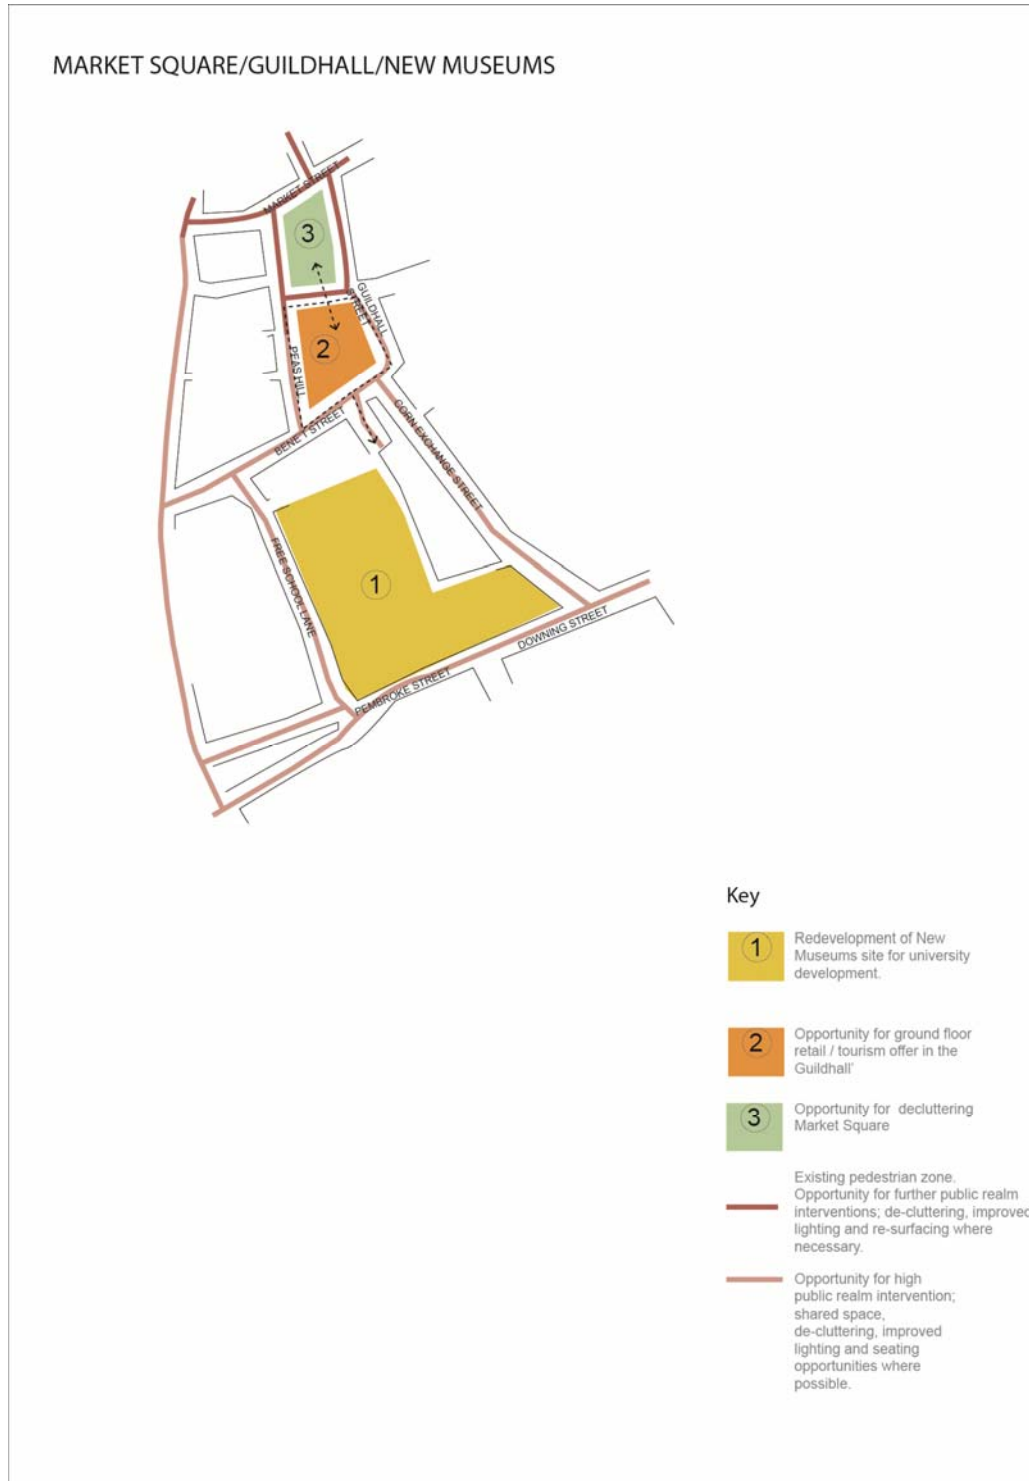 MARKET SQUARE/GUILDHALL/NEW MUSEUMS
MARKET STREET
3
GUILDHALL
STREET
2
PEAS HILL
BENE'T STREET
CORN EXCHANGE STREET
FREE SCHOOL LANE
1
DOWNING STREET
PEMBROKE STREET
Key
1
Redevelopment of New
Museums site for university
development.
2
Opportunity for ground floor
retail / tourism offer in the
Guildhall'
3
Opportunity for decluttering
Market Square
Existing pedestrian zone.
Opportunity for further public realm
interventions; de-cluttering, improved
lighting and re-surfacing where
necessary.
Opportunity for high
public realm intervention;
shared space,
de-cluttering, improved
lighting and seating
opportunities where
possible.